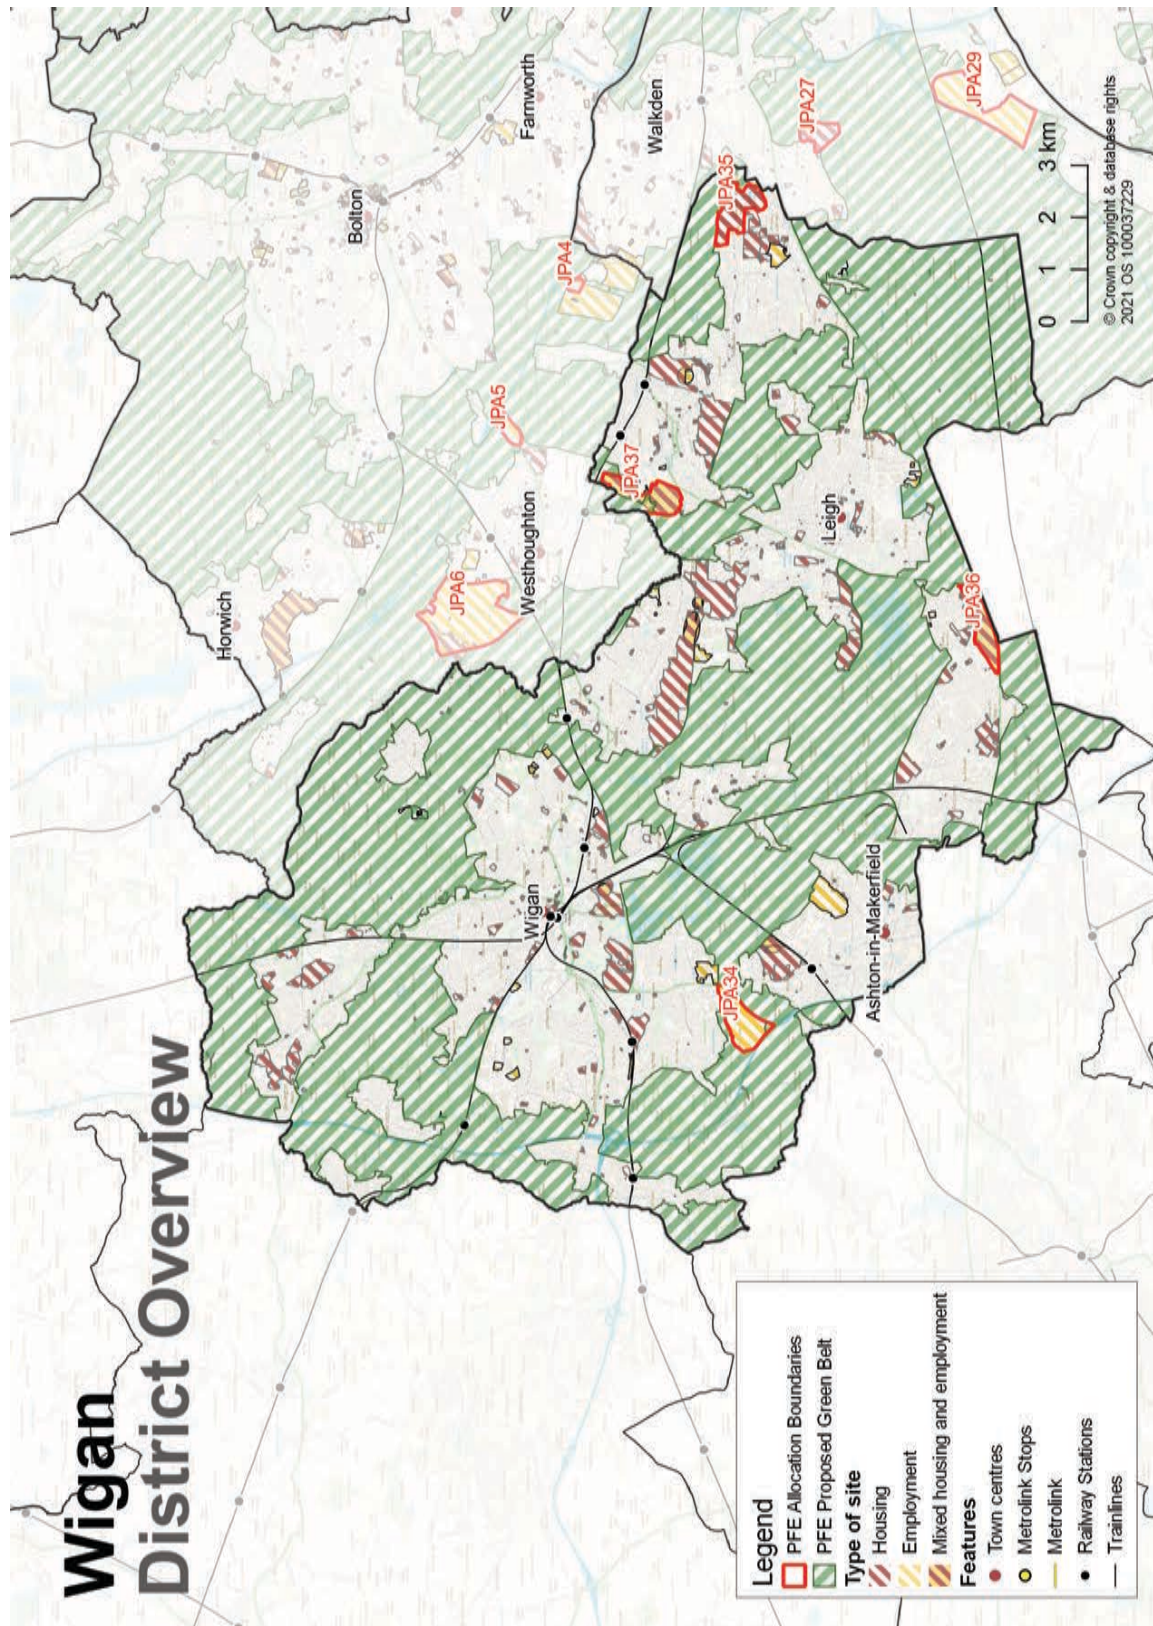 Wigan
District Overview
Horwich
Bolton
Farnworth
Westhoughton
Walkden
JPA6
JPA5
JPA4
JPA37
JPA35
JPA27
JPA29
Wigan
Leigh
JPA36
JPA34
Ashton-in-Makerfield
Legend
PFE Allocation Boundaries
PFE Proposed Green Belt
Type of site
Housing
Employment
Mixed housing and employment
Features
Town centres
Metrolink Stops
Metrolink
Railway Stations
Trainlines
0 1 2 3 km
© Crown copyright & database rights
2021 OS 100037229